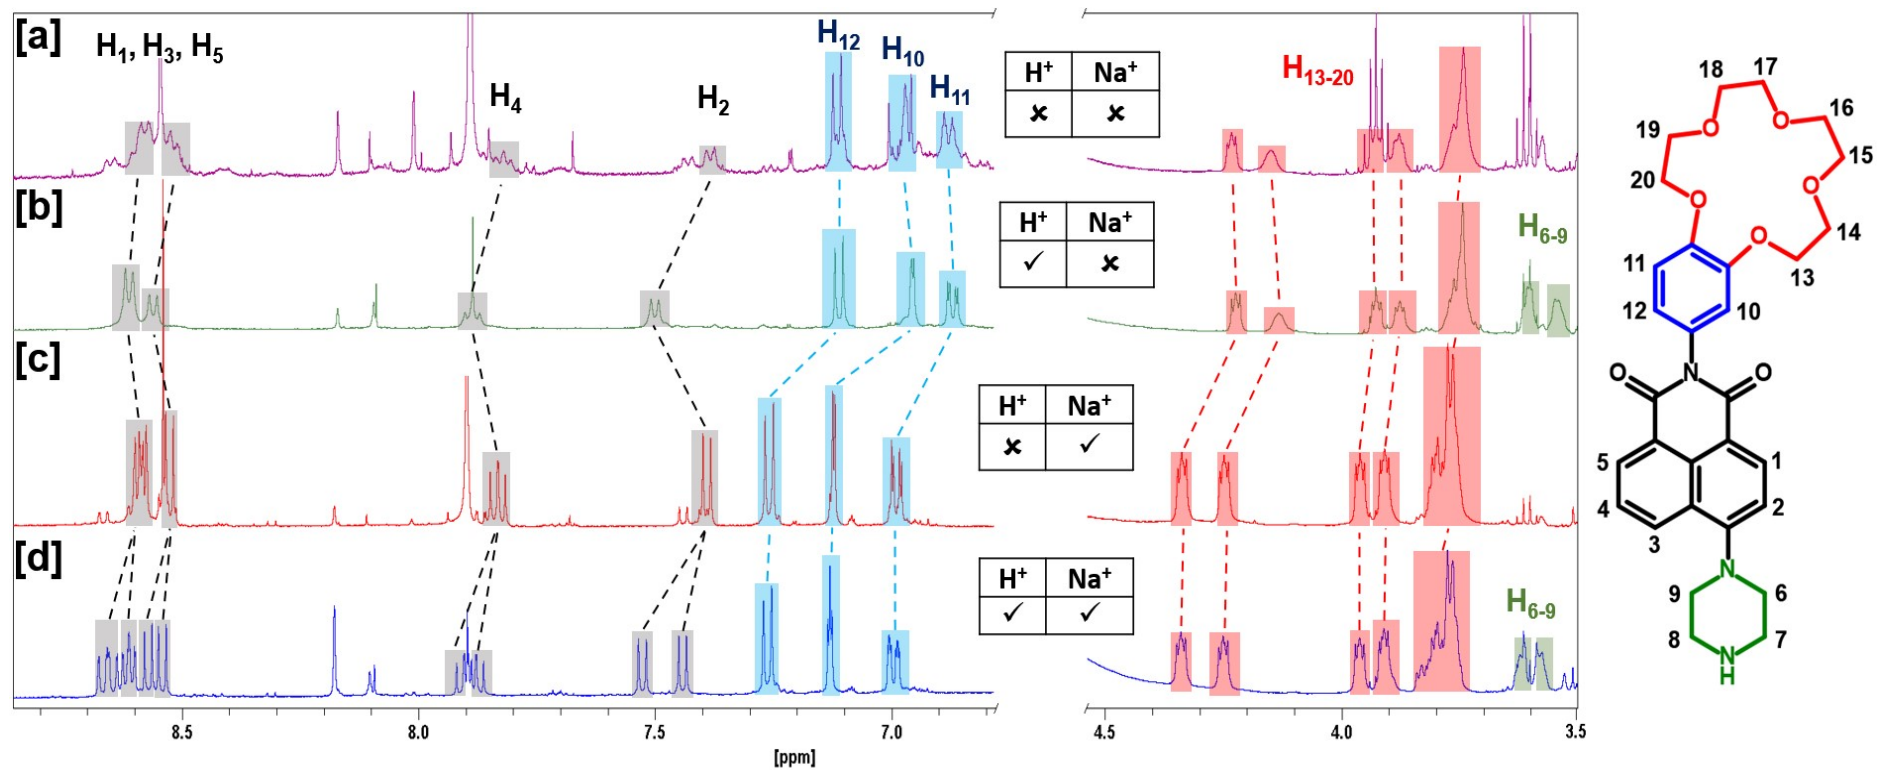 [a]
H1, H3, H5
H4
H2
H12
H10
H11
H+ Na+
✘ ✘
H13-20
[b]
H+ Na+
✓ ✘
H6-9
[c]
H+ Na+
✘ ✓
[d]
H+ Na+
✓ ✓
H6-9
8.5 8.0 7.5 7.0 4.5 4.0 3.5
[ppm]
18 17
O O 16
19
O 15
20 O
O 14
11 13
12 10
O N O
5 1
4 2
3
N
9 6
8 7
N
H